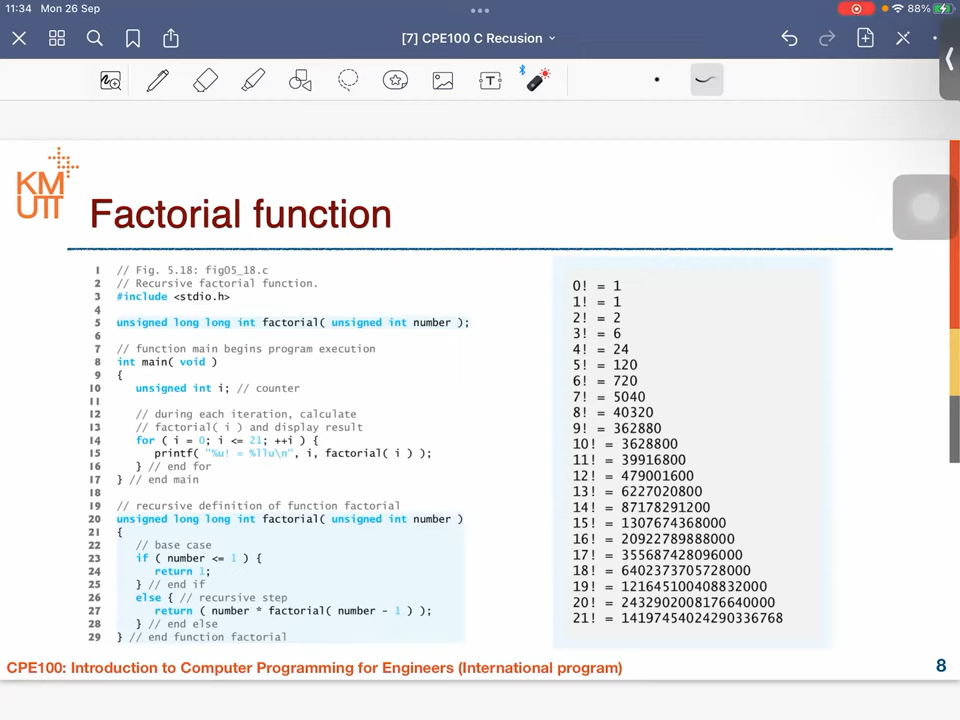 11:34 Mon 26 Sep
88%
[7] CPE100 C Recusion
T
KM
UTT
Factorial function
1 // Fig. 5.18: fig05_18.c
2 // Recursive factorial function.
3 #include <stdio.h>
4
5 unsigned long long int factorial( unsigned int number );
6
7 // function main begins program execution
8 int main( void )
9 {
10 unsigned int i; // counter
11
12 // during each iteration, calculate
13 // factorial( i ) and display result
14 for ( i = 0; i <= 21; ++i ) {
15 printf( "%u! = %llu\n", i, factorial( i ) );
16 } // end for
17 } // end main
18
19 // recursive definition of function factorial
20 unsigned long long int factorial( unsigned int number )
21 {
22 // base case
23 if ( number <= 1 ) {
24 return 1;
25 } // end if
26 else { // recursive step
27 return ( number * factorial( number - 1 ) );
28 } // end else
29 } // end function factorial
0! = 1
1! = 1
2! = 2
3! = 6
4! = 24
5! = 120
6! = 720
7! = 5040
8! = 40320
9! = 362880
10! = 3628800
11! = 39916800
12! = 479001600
13! = 6227020800
14! = 87178291200
15! = 1307674368000
16! = 20922789888000
17! = 355687428096000
18! = 6402373705728000
19! = 121645100408832000
20! = 2432902008176640000
21! = 14197454024290336768
CPE100: Introduction to Computer Programming for Engineers (International program)
8